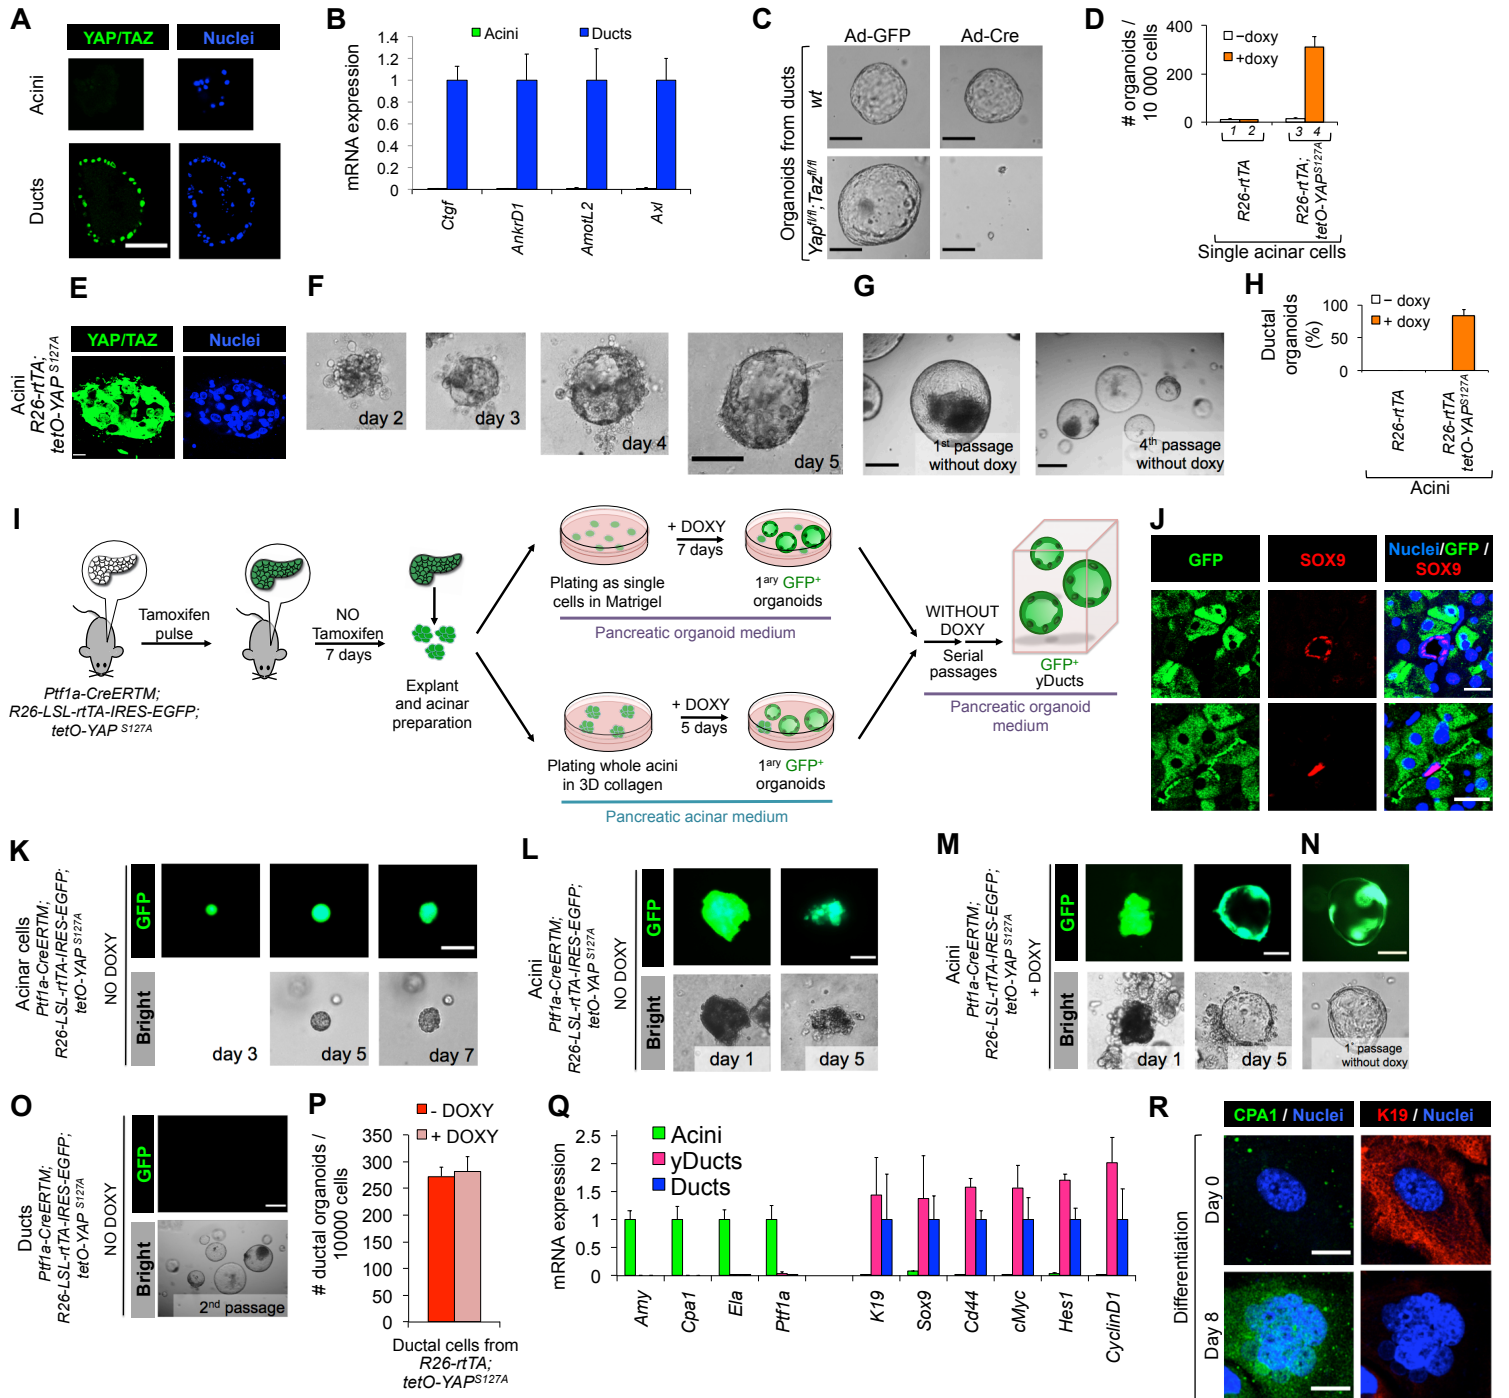 A
YAP/TAZ
Nuclei
Acini
Ducts
B
Acini
Ducts
mRNA expression
1.4
1.2
1
0.8
0.6
0.4
0.2
0
Ctgf
AnkrD1
AmotL2
Axl
C
Ad-GFP
Ad-Cre
Organoids from ducts
wt
Yap fl/fl; Taz fl/fl
D
−doxy
+doxy
# organoids /
10 000 cells
400
200
0
1 2 3 4
R26-rtTA
R26-rtTA;
tetO-YAP S127A
Single acinar cells
E
YAP/TAZ
Nuclei
Acini
R26-rtTA;
tetO-YAP S127A
F
day 2
day 3
day 4
day 5
G
1st passage
without doxy
4th passage
without doxy
H
− doxy
+ doxy
Ductal
organoids
(%)
100
50
0
R26-rtTA
R26-rtTA
tetO-YAP S127A
Acini
I
Tamoxifen
pulse
NO
Tamoxifen
7 days
Ptf1a-CreERTM;
R26-LSL-rtTA-IRES-EGFP;
tetO-YAP S127A
Explant
and acinar
preparation
+ DOXY
7 days
Plating as single
cells in Matrigel
1ary GFP+
organoids
Pancreatic organoid medium
+ DOXY
5 days
Plating whole acini
in 3D collagen
1ary GFP+
organoids
Pancreatic acinar medium
WITHOUT
DOXY
Serial
passages
GFP+
yDucts
Pancreatic organoid
medium
J
GFP
SOX9
Nuclei/GFP /
SOX9
K
Acinar cells
Ptf1a-CreERTM;
R26-LSL-rtTA-IRES-EGFP;
tetO-YAP S127A
NO DOXY
GFP
Bright
day 3
day 5
day 7
L
Acini
Ptf1a-CreERTM;
R26-LSL-rtTA-IRES-EGFP;
tetO-YAP S127A
NO DOXY
GFP
Bright
day 1
day 5
M
Acini
Ptf1a-CreERTM;
R26-LSL-rtTA-IRES-EGFP;
tetO-YAP S127A
+ DOXY
GFP
Bright
day 1
day 5
N
1° passage
without doxy
O
Ducts
Ptf1a-CreERTM;
R26-LSL-rtTA-IRES-EGFP;
tetO-YAP S127A
NO DOXY
GFP
Bright
2nd passage
P
- DOXY
+ DOXY
# ductal organoids /
10000 cells
350
300
250
200
150
100
50
0
Ductal cells from
R26-rtTA;
tetO-YAPS127A
Q
Acini
yDucts
Ducts
mRNA expression
2.5
2
1.5
1
0.5
0
Amy
Cpa1
Ela
Ptf1a
K19
Sox9
Cd44
cMyc
Hes1
CyclinD1
R
CPA1 / Nuclei
K19 / Nuclei
Differentiation
Day 0
Day 8